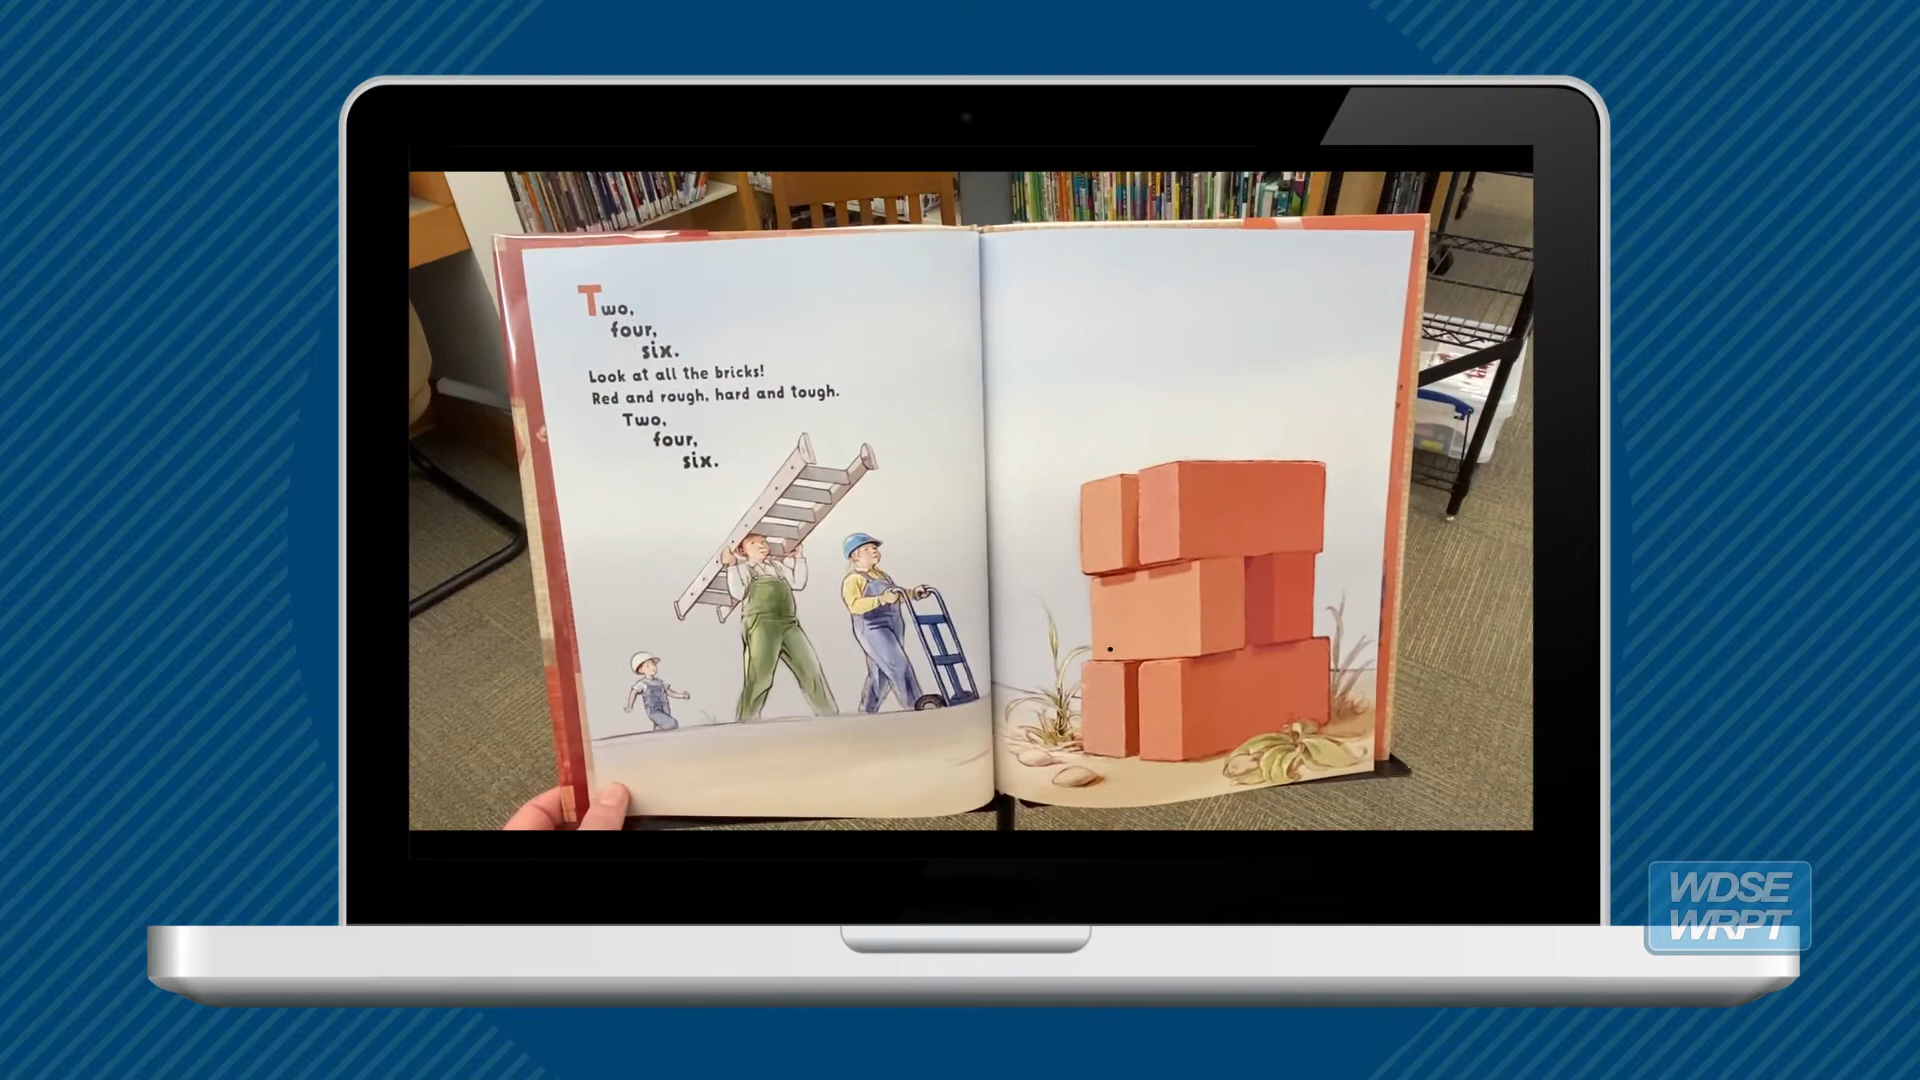 Two,
four,
six.
Look at all the bricks!
Red and rough, hard and tough.
Two,
four,
six.
WDSE
WRPT